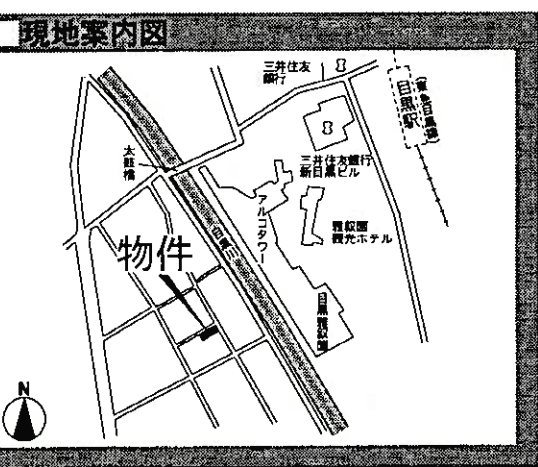 現地案内図
三井住友
銀行
目黒駅
(東急目黒線)
太鼓橋
三井住友銀行
新目黒ビル
アルコタワー
雅叙園
観光ホテル
目黒川
物件
目黒雅叙園
N